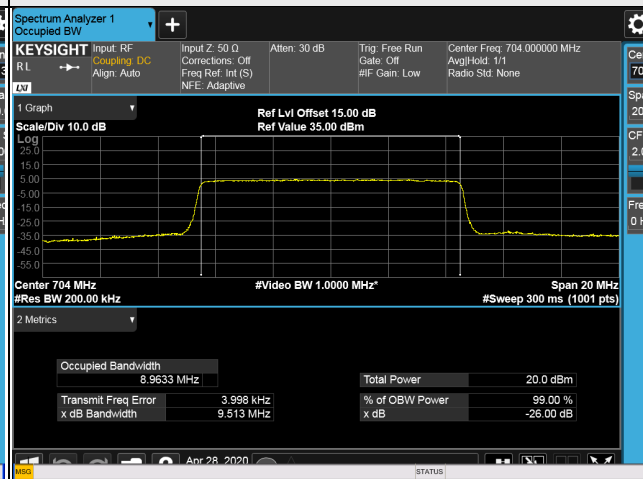 Spectrum Analyzer 1
Occupied BW
KEYSIGHT
RL
LXI
Input: RF
Coupling: DC
Align: Auto
Input Z: 50 Ω
Corrections: Off
Freq Ref: Int (S)
NFE: Adaptive
Atten: 30 dB
Trig: Free Run
Gate: Off
#IF Gain: Low
Center Freq: 704.000000 MHz
Avg|Hold: 1/1
Radio Std: None
1 Graph
Scale/Div 10.0 dB
Ref Lvl Offset 15.00 dB
Ref Value 35.00 dBm
Log
25.0
15.0
5.00
-5.00
-15.0
-25.0
-35.0
-45.0
-55.0
Center 704 MHz
#Res BW 200.00 kHz
#Video BW 1.0000 MHz*
Span 20 MHz
#Sweep 300 ms (1001 pts)
2 Metrics
Occupied Bandwidth
8.9633 MHz
Transmit Freq Error 3.998 kHz
x dB Bandwidth 9.513 MHz
Total Power 20.0 dBm
% of OBW Power 99.00 %
x dB -26.00 dB
Apr 28, 2020
MSG
STATUS